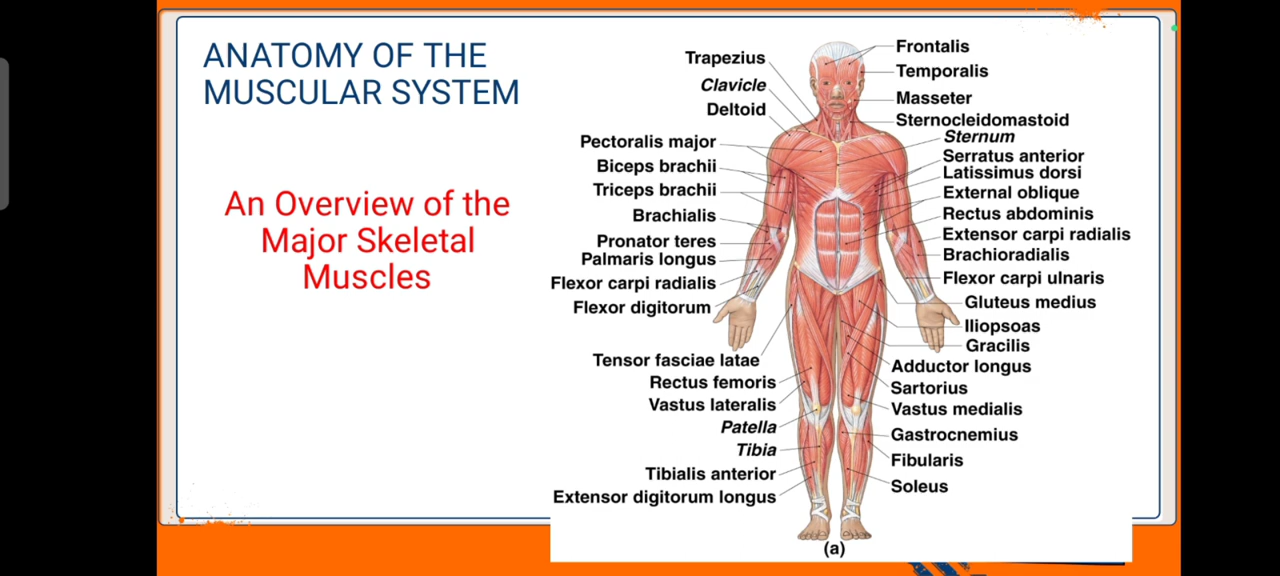 ANATOMY OF THE
MUSCULAR SYSTEM
An Overview of the
Major Skeletal
Muscles
Trapezius
Clavicle
Deltoid
Pectoralis major
Biceps brachii
Triceps brachii
Brachialis
Pronator teres
Palmaris longus
Flexor carpi radialis
Flexor digitorum
Tensor fasciae latae
Rectus femoris
Vastus lateralis
Patella
Tibia
Tibialis anterior
Extensor digitorum longus
Frontalis
Temporalis
Masseter
Sternocleidomastoid
Sternum
Serratus anterior
Latissimus dorsi
External oblique
Rectus abdominis
Extensor carpi radialis
Brachioradialis
Flexor carpi ulnaris
Gluteus medius
Iliopsoas
Gracilis
Adductor longus
Sartorius
Vastus medialis
Gastrocnemius
Fibularis
Soleus
(a)